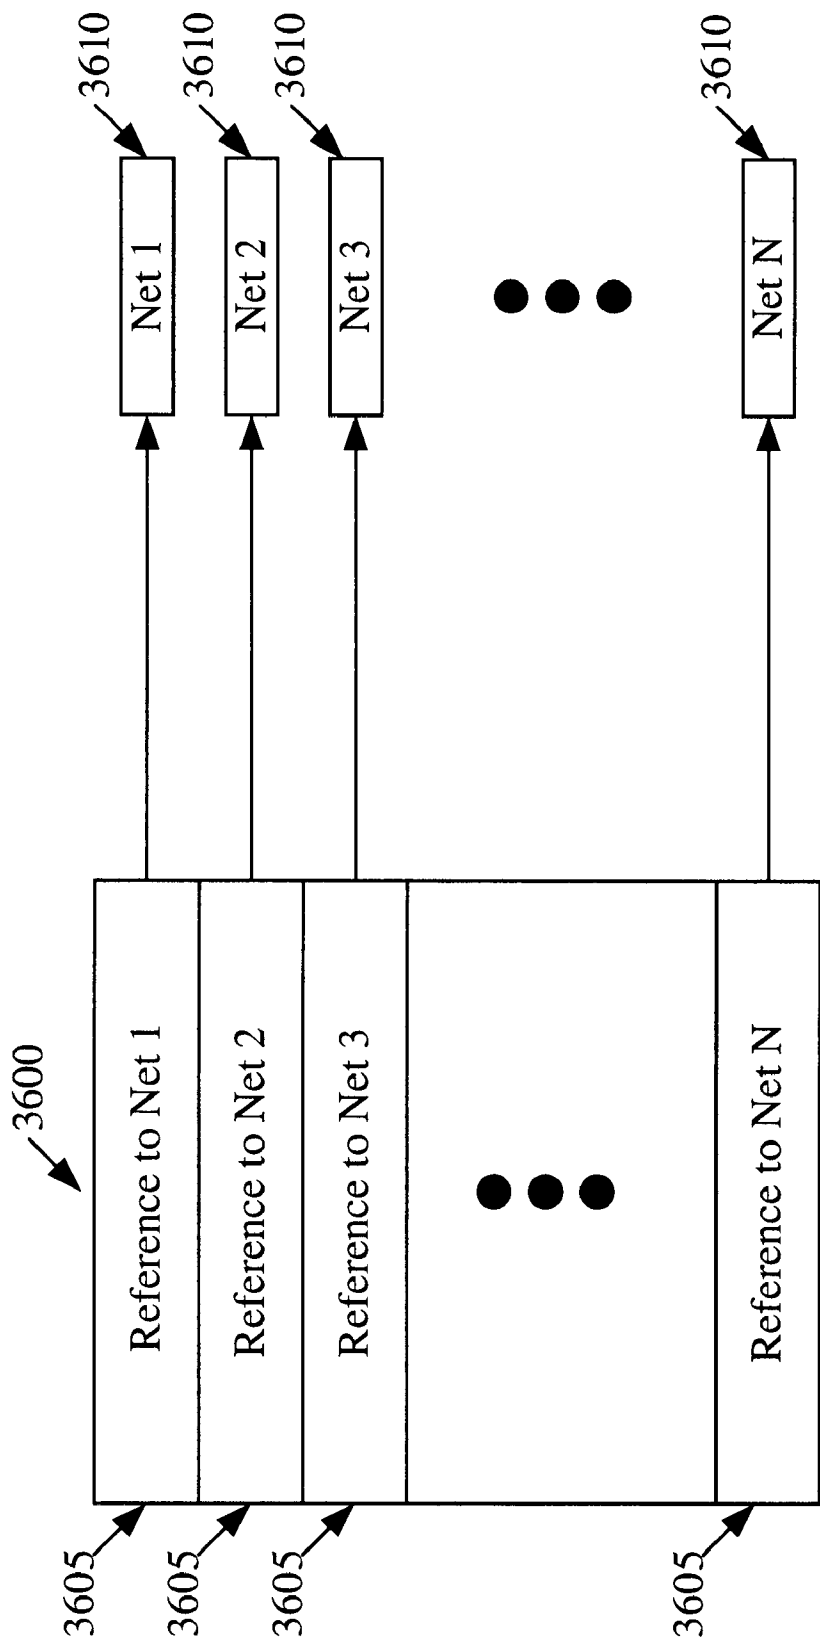 3600
3605
Reference to Net 1
Net 1
3610
3605
Reference to Net 2
Net 2
3610
3605
Reference to Net 3
Net 3
3610
3605
Reference to Net N
Net N
3610